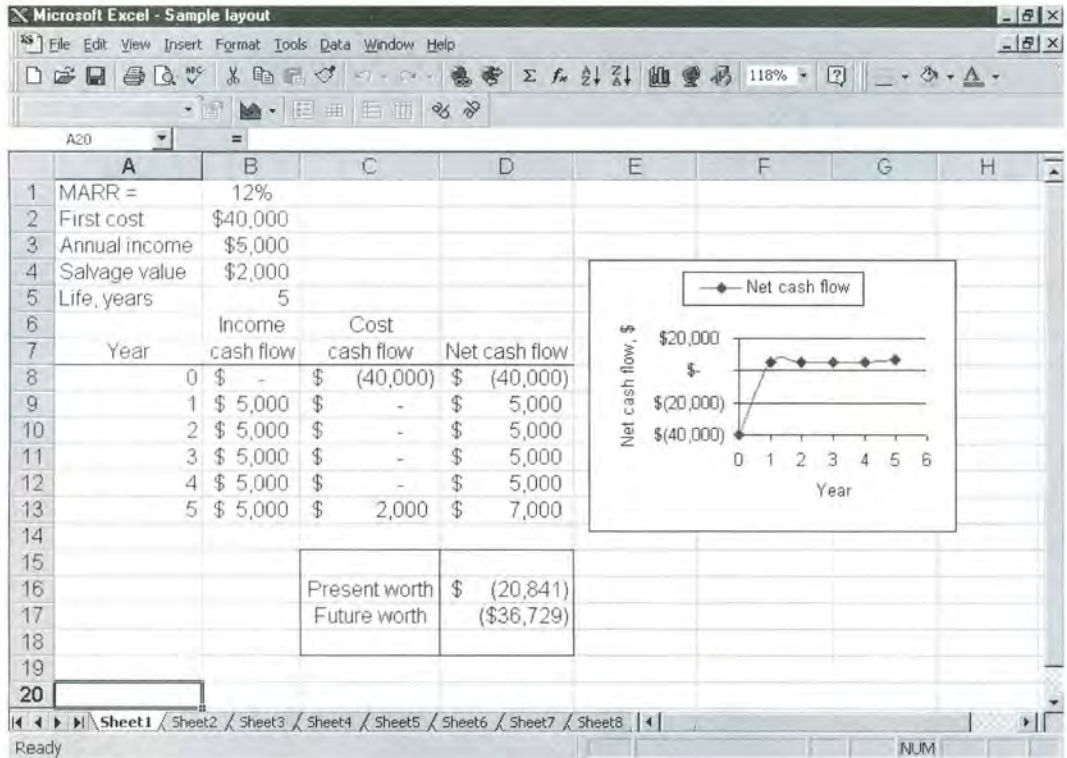 Microsoft Excel - Sample layout
File Edit View Insert Format Tools Data Window Help
118%
A20 =
A B C D E F G H
1 MARR = 12%
2 First cost $40,000
3 Annual income $5,000
4 Salvage value $2,000
5 Life, years 5
6 Income Cost
7 Year cash flow cash flow Net cash flow
8 0 $ - $ (40,000) $ (40,000)
9 1 $ 5,000 $ - $ 5,000
10 2 $ 5,000 $ - $ 5,000
11 3 $ 5,000 $ - $ 5,000
12 4 $ 5,000 $ - $ 5,000
13 5 $ 5,000 $ 2,000 $ 7,000
14
15
16 Present worth $ (20,841)
17 Future worth ($36,729)
18
19
20
Net cash flow
Net cash flow, $
$20,000
$-
$(20,000)
$(40,000)
0 1 2 3 4 5 6
Year
Sheet1 / Sheet2 / Sheet3 / Sheet4 / Sheet5 / Sheet6 / Sheet7 / Sheet8
Ready NUM